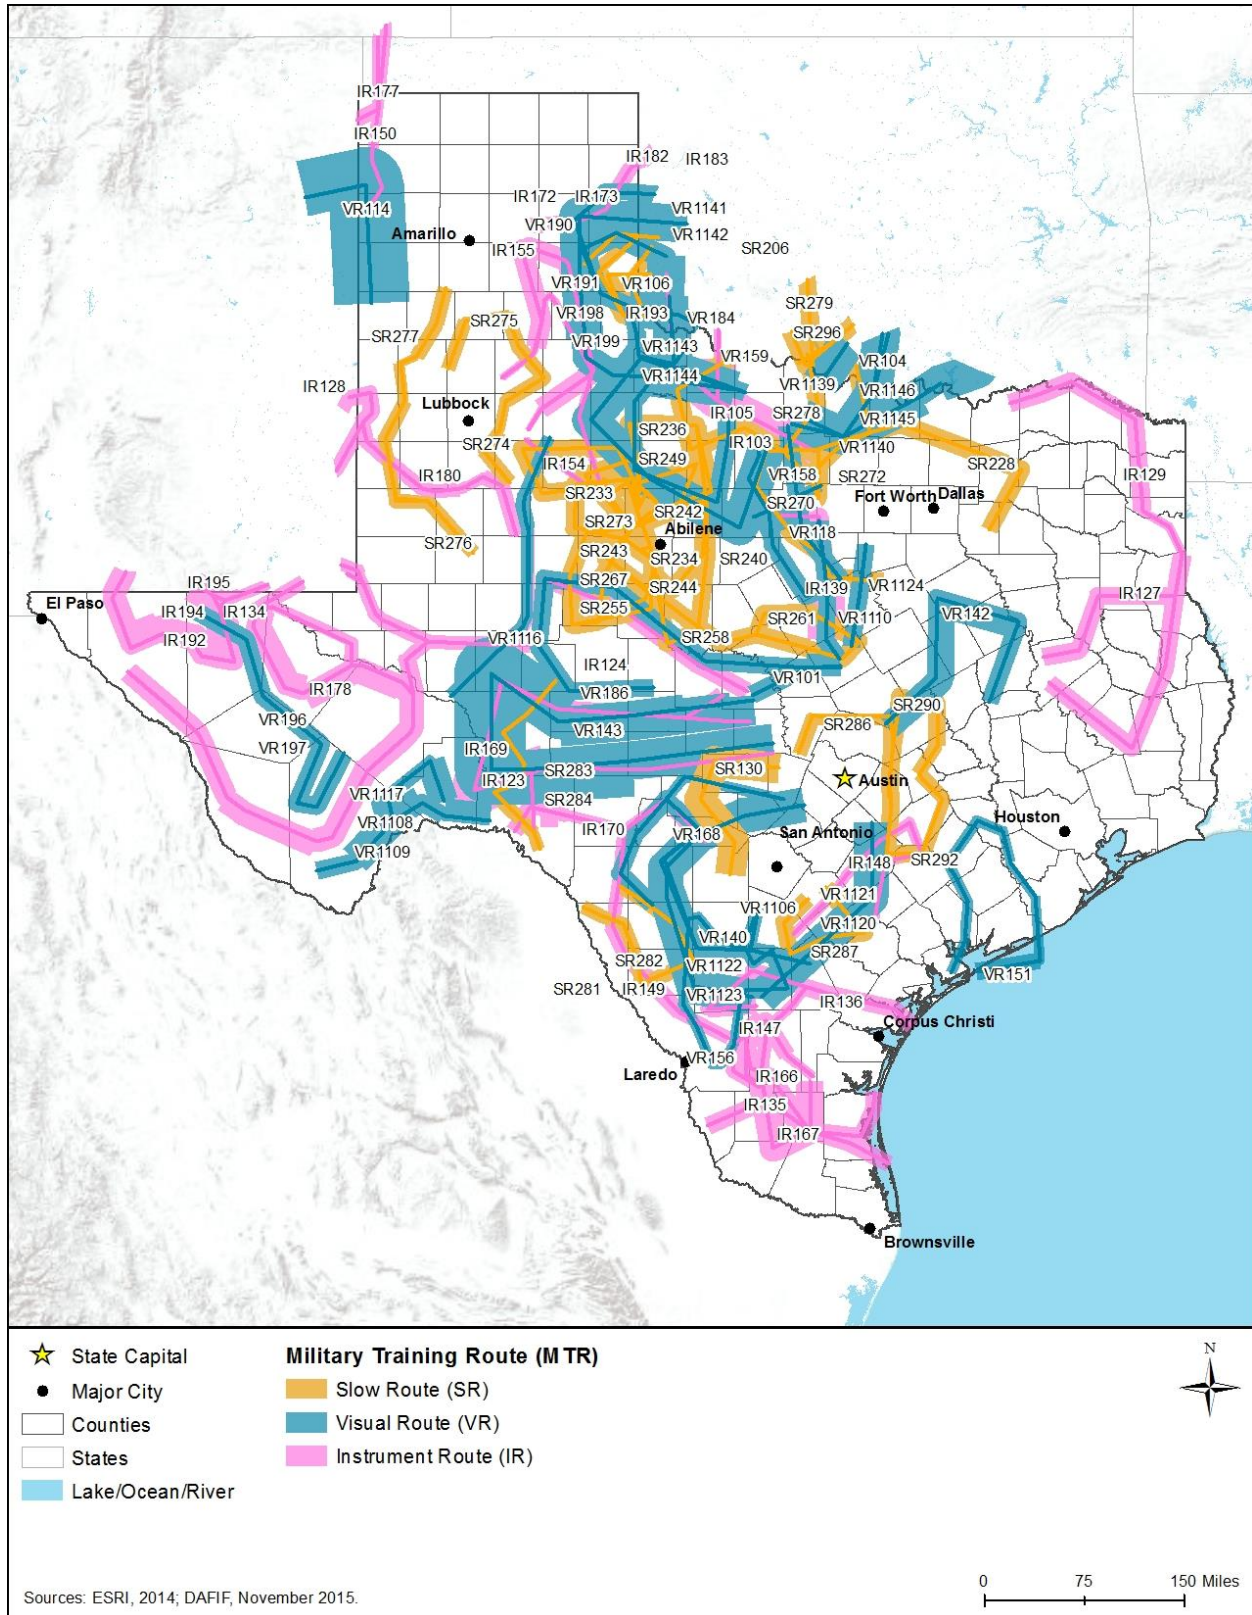 IR177
IR150
IR182
IR183
IR172
IR173
VR114
VR1141
VR190
Amarillo
VR1142
IR155
SR206
VR191
VR106
SR279
VR198
IR193
VR184
SR275
SR277
SR296
VR199
VR1143
VR159
VR104
VR1144
IR128
VR1139
VR1146
Lubbock
IR105
SR278
VR1145
SR236
SR274
IR103
VR1140
SR249
IR154
SR228
IR180
VR158
SR272
IR129
SR233
Fort Worth
Dallas
SR270
SR242
SR273
Abilene
VR118
SR276
SR243
SR234
SR240
IR195
SR267
SR244
IR139
VR1124
IR127
El Paso
IR194
IR134
SR255
SR261
VR1110
VR142
IR192
VR1116
SR258
IR124
VR101
IR178
VR186
SR290
VR196
VR143
SR286
VR197
IR169
SR283
SR130
IR123
Austin
VR1117
SR284
VR1108
IR170
VR168
San Antonio
Houston
VR1109
IR148
SR292
VR1121
VR1106
VR1120
VR140
SR287
SR282
VR1122
VR151
SR281
IR149
VR1123
IR136
IR147
Corpus Christi
VR156
Laredo
IR166
IR135
IR167
Brownsville
State Capital
Major City
Counties
States
Lake/Ocean/River
Military Training Route (MTR)
Slow Route (SR)
Visual Route (VR)
Instrument Route (IR)
N
0 75 150 Miles
Sources: ESRI, 2014; DAFIF, November 2015.